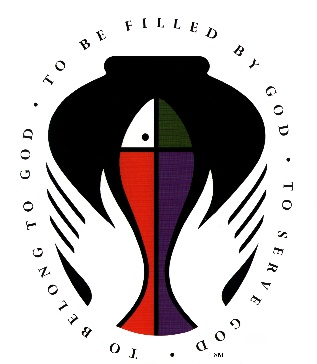 TO BELONG TO GOD • TO BE FILLED BY GOD • TO SERVE GOD •
SM